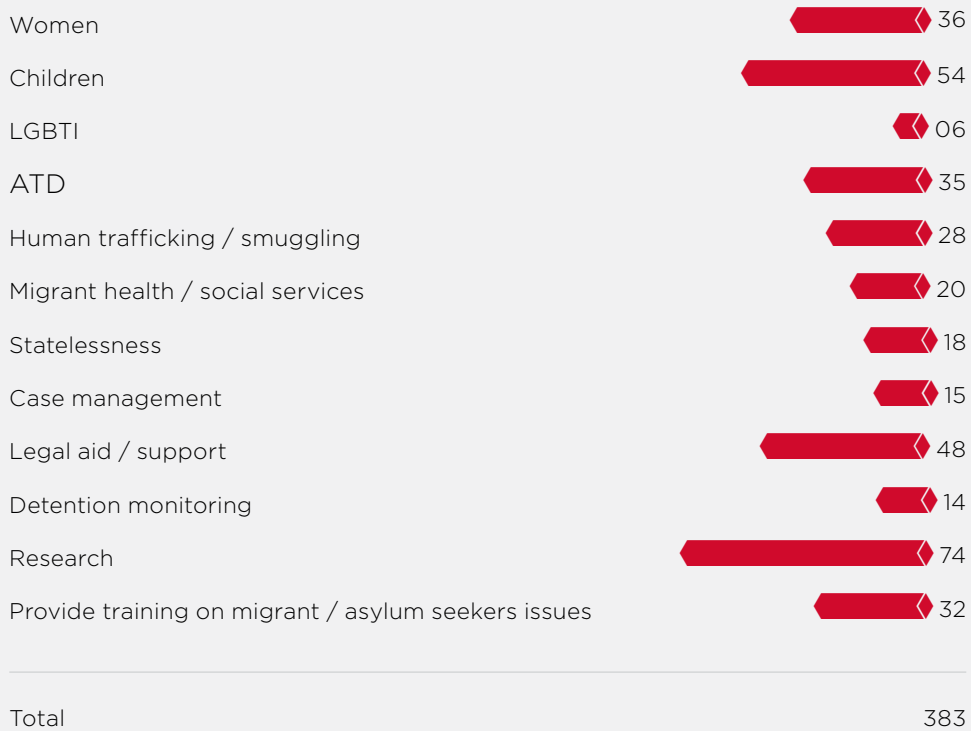 Women 36
Children 54
LGBTI 06
ATD 35
Human trafficking / smuggling 28
Migrant health / social services 20
Statelessness 18
Case management 15
Legal aid / support 48
Detention monitoring 14
Research 74
Provide training on migrant / asylum seekers issues 32
Total 383